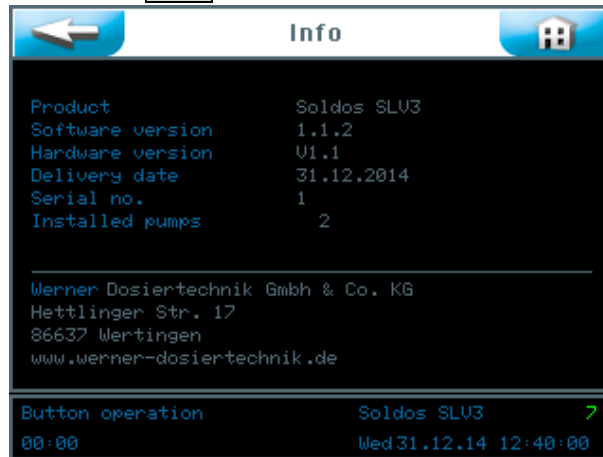 Info
Product Soldos SLV3
Software version 1.1.2
Hardware version V1.1
Delivery date 31.12.2014
Serial no. 1
Installed pumps 2
Werner Dosiertechnik Gmbh & Co. KG
Hettlinger Str. 17
86637 Wertingen
www.werner-dosiertechnik.de
Button operation Soldos SLV3 7
00:00 Wed 31.12.14 12:40:00